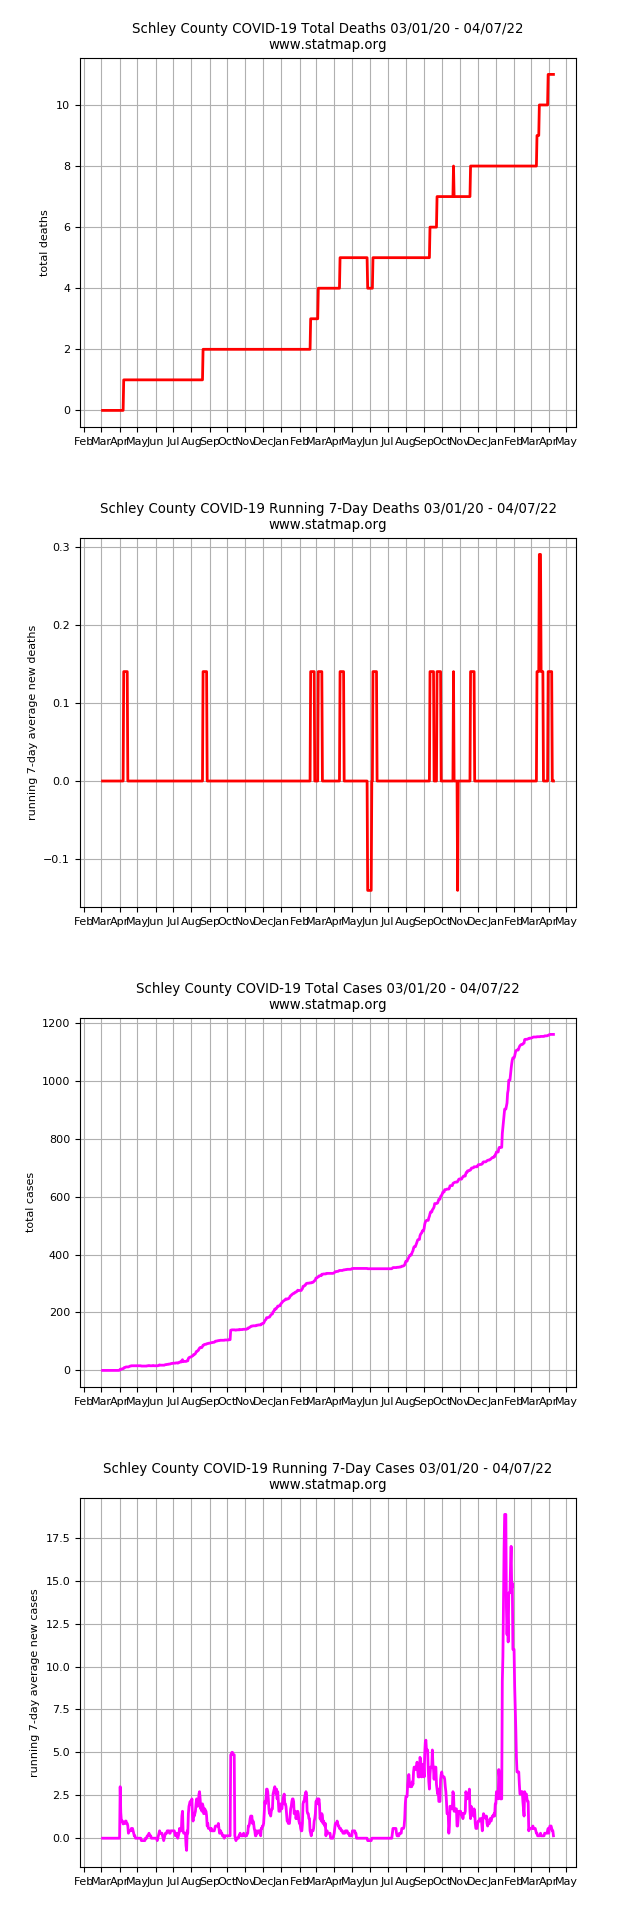 Schley County COVID-19 Total Deaths 03/01/20 - 04/07/22
www.statmap.org
total deaths
10
8
6
4
2
0
Feb Mar Apr May Jun Jul Aug Sep Oct Nov Dec Jan Feb Mar Apr May Jun Jul Aug Sep Oct Nov Dec Jan Feb Mar Apr May
Schley County COVID-19 Running 7-Day Deaths 03/01/20 - 04/07/22
www.statmap.org
running 7-day average new deaths
0.3
0.2
0.1
0.0
−0.1
Feb Mar Apr May Jun Jul Aug Sep Oct Nov Dec Jan Feb Mar Apr May Jun Jul Aug Sep Oct Nov Dec Jan Feb Mar Apr May
Schley County COVID-19 Total Cases 03/01/20 - 04/07/22
www.statmap.org
total cases
1200
1000
800
600
400
200
0
Feb Mar Apr May Jun Jul Aug Sep Oct Nov Dec Jan Feb Mar Apr May Jun Jul Aug Sep Oct Nov Dec Jan Feb Mar Apr May
Schley County COVID-19 Running 7-Day Cases 03/01/20 - 04/07/22
www.statmap.org
running 7-day average new cases
17.5
15.0
12.5
10.0
7.5
5.0
2.5
0.0
Feb Mar Apr May Jun Jul Aug Sep Oct Nov Dec Jan Feb Mar Apr May Jun Jul Aug Sep Oct Nov Dec Jan Feb Mar Apr May